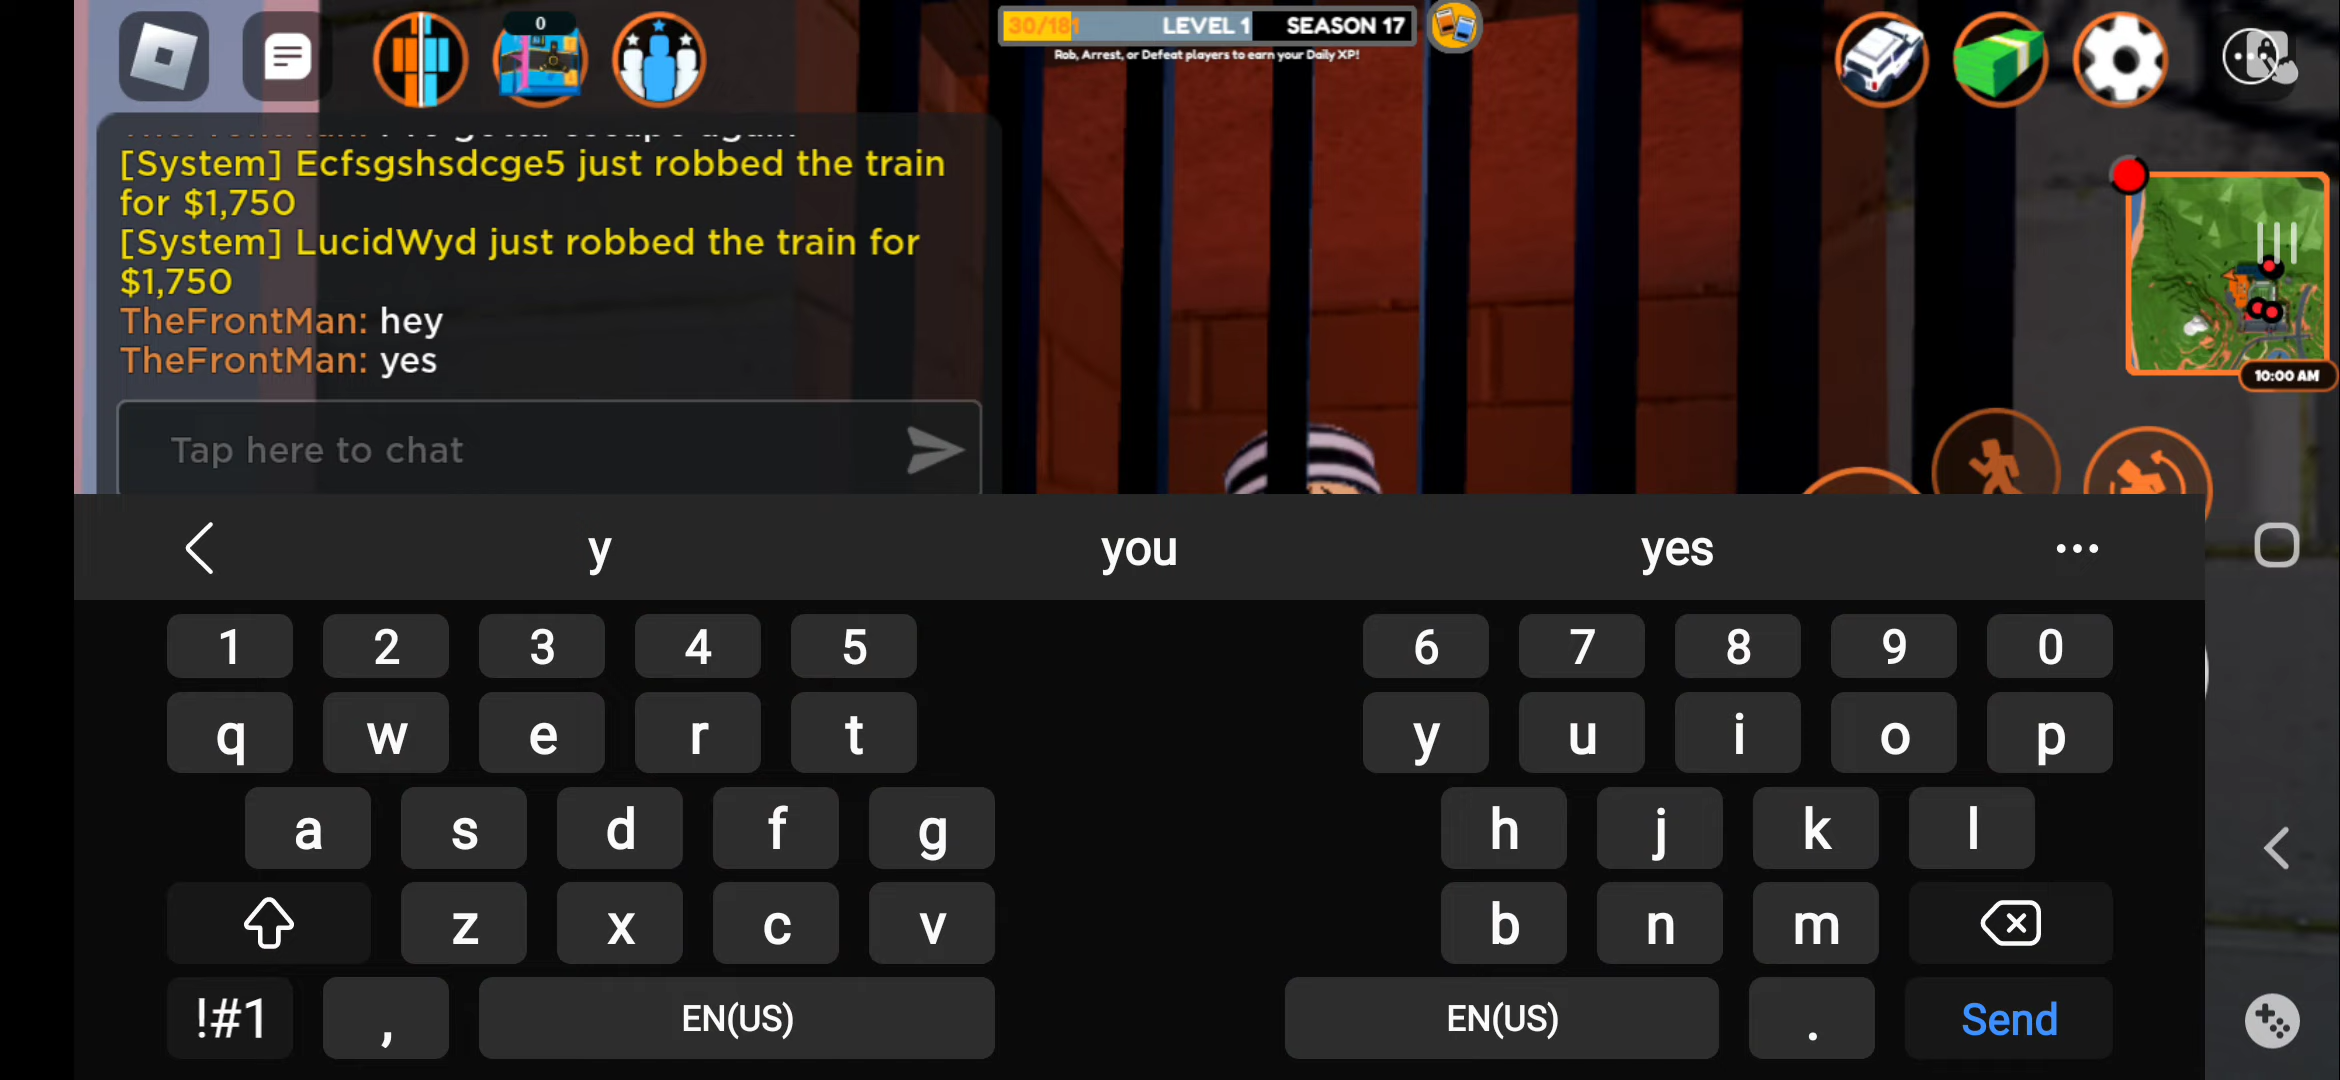 0
30/181 LEVEL 1 SEASON 17
Rob, Arrest, or Defeat players to earn your Daily XP!
[System] Ecfsgshsdcge5 just robbed the train
for $1,750
[System] LucidWyd just robbed the train for
$1,750
TheFrontMan: hey
TheFrontMan: yes
10:00 AM
Tap here to chat
y you yes
1 2 3 4 5 6 7 8 9 0
q w e r t y u i o p
a s d f g h j k l
z x c v b n m
!#1 , EN(US) EN(US) . Send